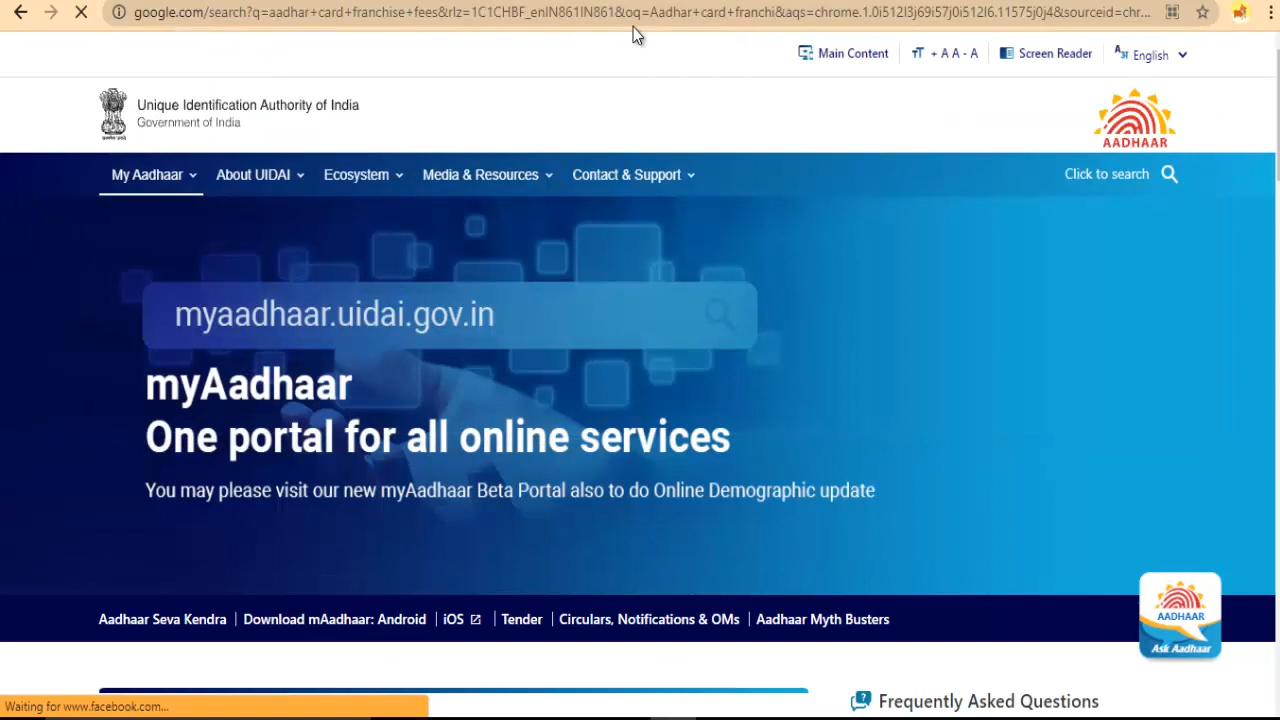 google.com/search?q=aadhar+card+franchise+fees&rlz=1C1CHBF_enIN861IN861&oq=Aadhar+card+franchi&aqs=chrome.1.0i512l3j69i57j0i512l6.11575j0j4&sourceid=chr...
Main Content
TT + A A - A
Screen Reader
English
Unique Identification Authority of India
Government of India
AADHAAR
My Aadhaar
About UIDAI
Ecosystem
Media & Resources
Contact & Support
Click to search
myaadhaar.uidai.gov.in
myAadhaar
One portal for all online services
You may please visit our new myAadhaar Beta Portal also to do Online Demographic update
Aadhaar Seva Kendra
Download mAadhaar: Android
iOS
Tender
Circulars, Notifications & OMs
Aadhaar Myth Busters
AADHAAR
Ask Aadhaar
Frequently Asked Questions
Waiting for www.facebook.com...